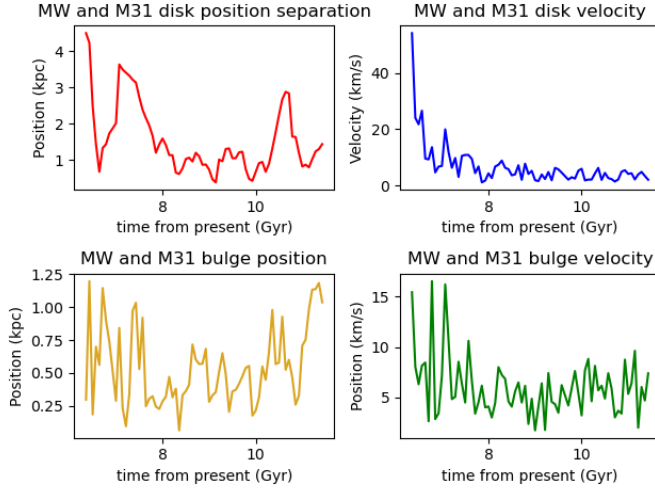 MW and M31 disk position separation
MW and M31 disk velocity
Position (kpc)
4
3
2
1
8
10
time from present (Gyr)
Velocity (km/s)
40
20
0
8
10
time from present (Gyr)
MW and M31 bulge position
MW and M31 bulge velocity
Position (kpc)
1.25
1.00
0.75
0.50
0.25
8
10
time from present (Gyr)
Position (km/s)
15
10
5
8
10
time from present (Gyr)